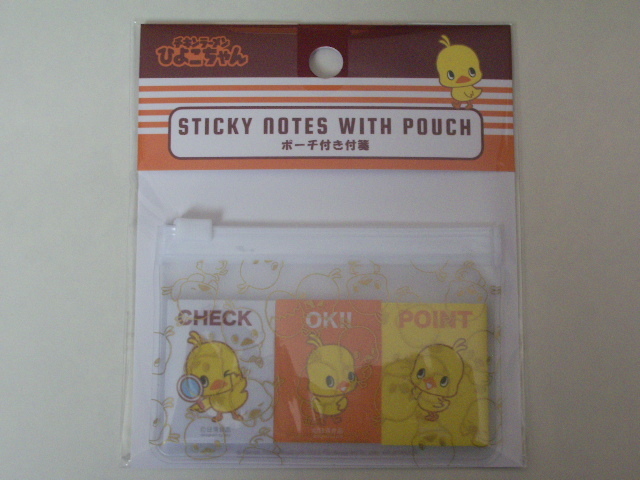 チキンラーメン
ひよこちゃん
STICKY NOTES WITH POUCH
ポーチ付き付箋
CHECK
OK!!
POINT